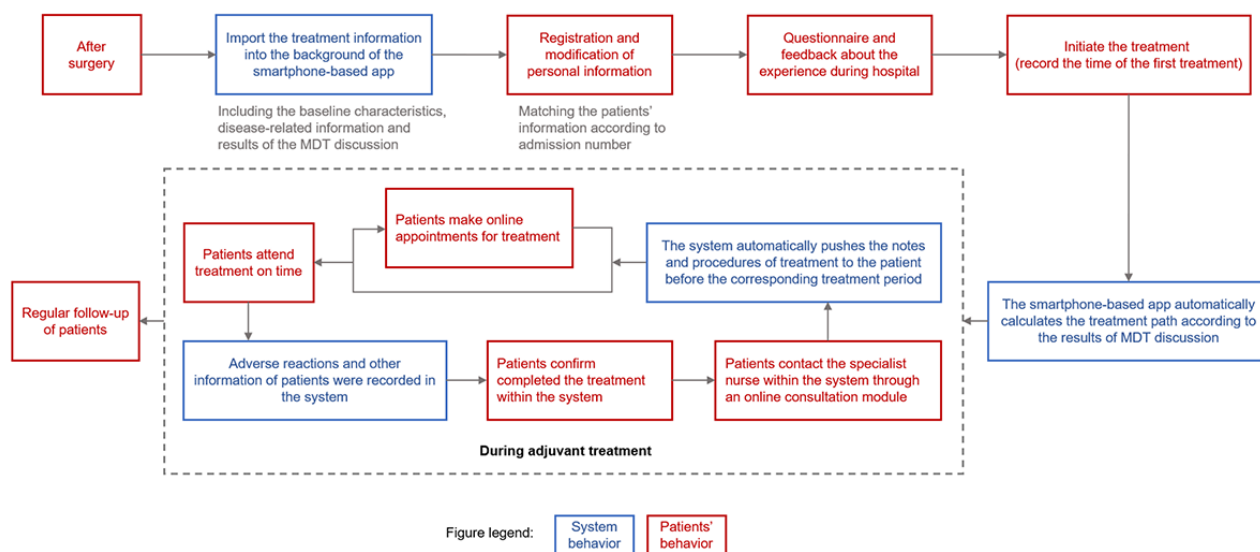 After
surgery
Import the treatment information
into the background of the
smartphone-based app
Registration and
modification of
personal information
Questionnaire and
feedback about the
experience during hospital
Initiate the treatment
(record the time of the first treatment)
Including the baseline characteristics,
disease-related information and
results of the MDT discussion
Matching the patients'
information according to
admission number
Patients make online
appointments for treatment
Patients attend
treatment on time
The system automatically pushes the notes
and procedures of treatment to the patient
before the corresponding treatment period
Regular follow-up
of patients
The smartphone-based app automatically
calculates the treatment path according to
the results of MDT discussion
Adverse reactions and other
information of patients were recorded in
the system
Patients confirm
completed the treatment
within the system
Patients contact the specialist
nurse within the system through
an online consultation module
During adjuvant treatment
Figure legend:
System
behavior
Patients'
behavior